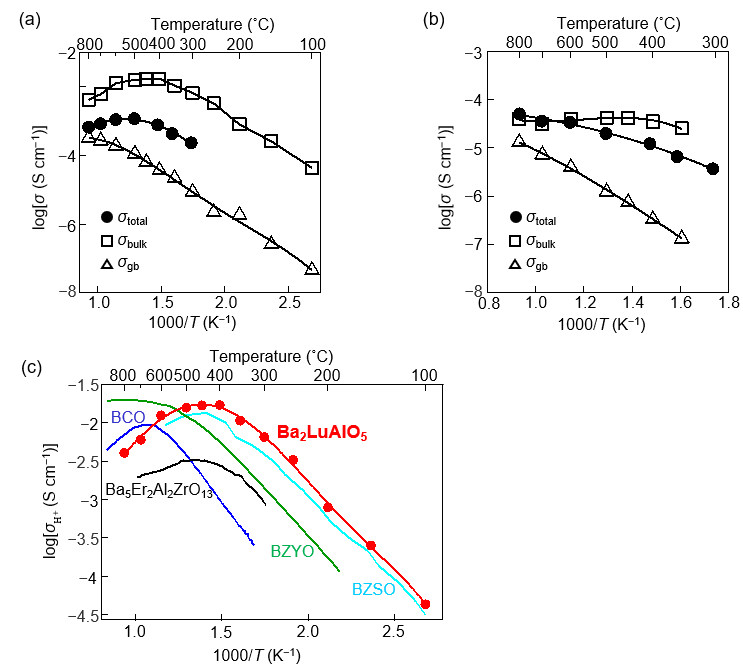 (a)
Temperature (°C)
800 500 400 300 200 100
−2
−4
−6
−8
log[σ (S cm⁻¹)]
σtotal
σbulk
σgb
1.0 1.5 2.0 2.5
1000/T (K⁻¹)
(b)
Temperature (°C)
800 600 500 400 300
−3
−4
−5
−6
−7
−8
log[σ (S cm⁻¹)]
σtotal
σbulk
σgb
0.8 1.0 1.2 1.4 1.6 1.8
1000/T (K⁻¹)
(c)
Temperature (°C)
800 600 500 400 300 200 100
−1.5
−2
−2.5
−3
−3.5
−4
−4.5
log[σH⁺ (S cm⁻¹)]
BCO
Ba₂LuAlO₅
Ba₅Er₂Al₂ZrO₁₃
BZYO
BZSO
1.0 1.5 2.0 2.5
1000/T (K⁻¹)